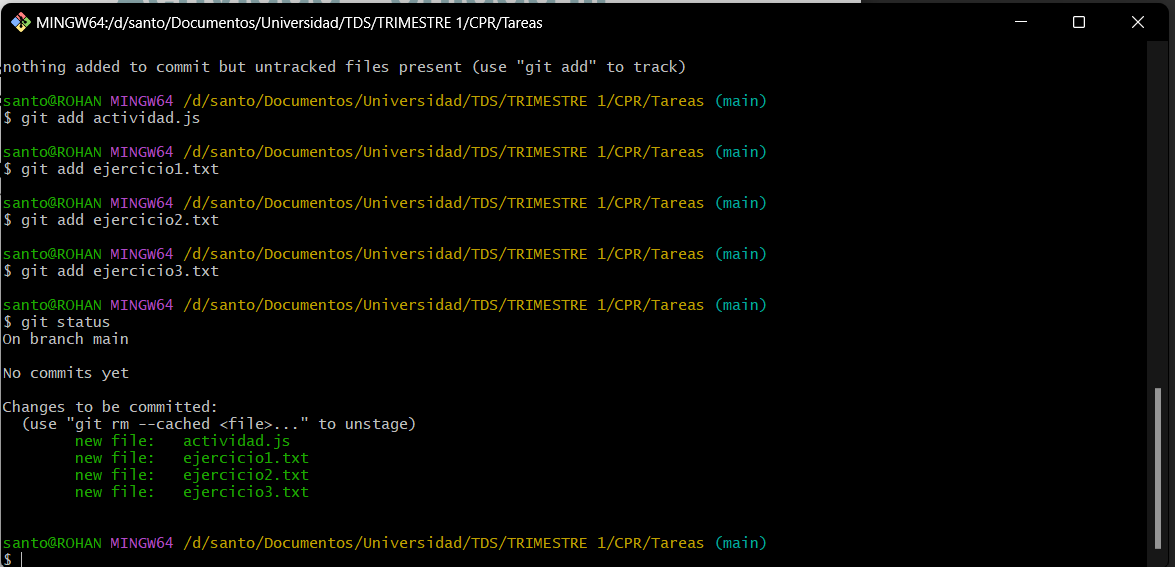 MINGW64:/d/santo/Documentos/Universidad/TDS/TRIMESTRE 1/CPR/Tareas
nothing added to commit but untracked files present (use "git add" to track)
santo@ROHAN MINGW64 /d/santo/Documentos/Universidad/TDS/TRIMESTRE 1/CPR/Tareas (main)
$ git add actividad.js
santo@ROHAN MINGW64 /d/santo/Documentos/Universidad/TDS/TRIMESTRE 1/CPR/Tareas (main)
$ git add ejercicio1.txt
santo@ROHAN MINGW64 /d/santo/Documentos/Universidad/TDS/TRIMESTRE 1/CPR/Tareas (main)
$ git add ejercicio2.txt
santo@ROHAN MINGW64 /d/santo/Documentos/Universidad/TDS/TRIMESTRE 1/CPR/Tareas (main)
$ git add ejercicio3.txt
santo@ROHAN MINGW64 /d/santo/Documentos/Universidad/TDS/TRIMESTRE 1/CPR/Tareas (main)
$ git status
On branch main
No commits yet
Changes to be committed:
(use "git rm --cached <file>..." to unstage)
new file: actividad.js
new file: ejercicio1.txt
new file: ejercicio2.txt
new file: ejercicio3.txt
santo@ROHAN MINGW64 /d/santo/Documentos/Universidad/TDS/TRIMESTRE 1/CPR/Tareas (main)
$